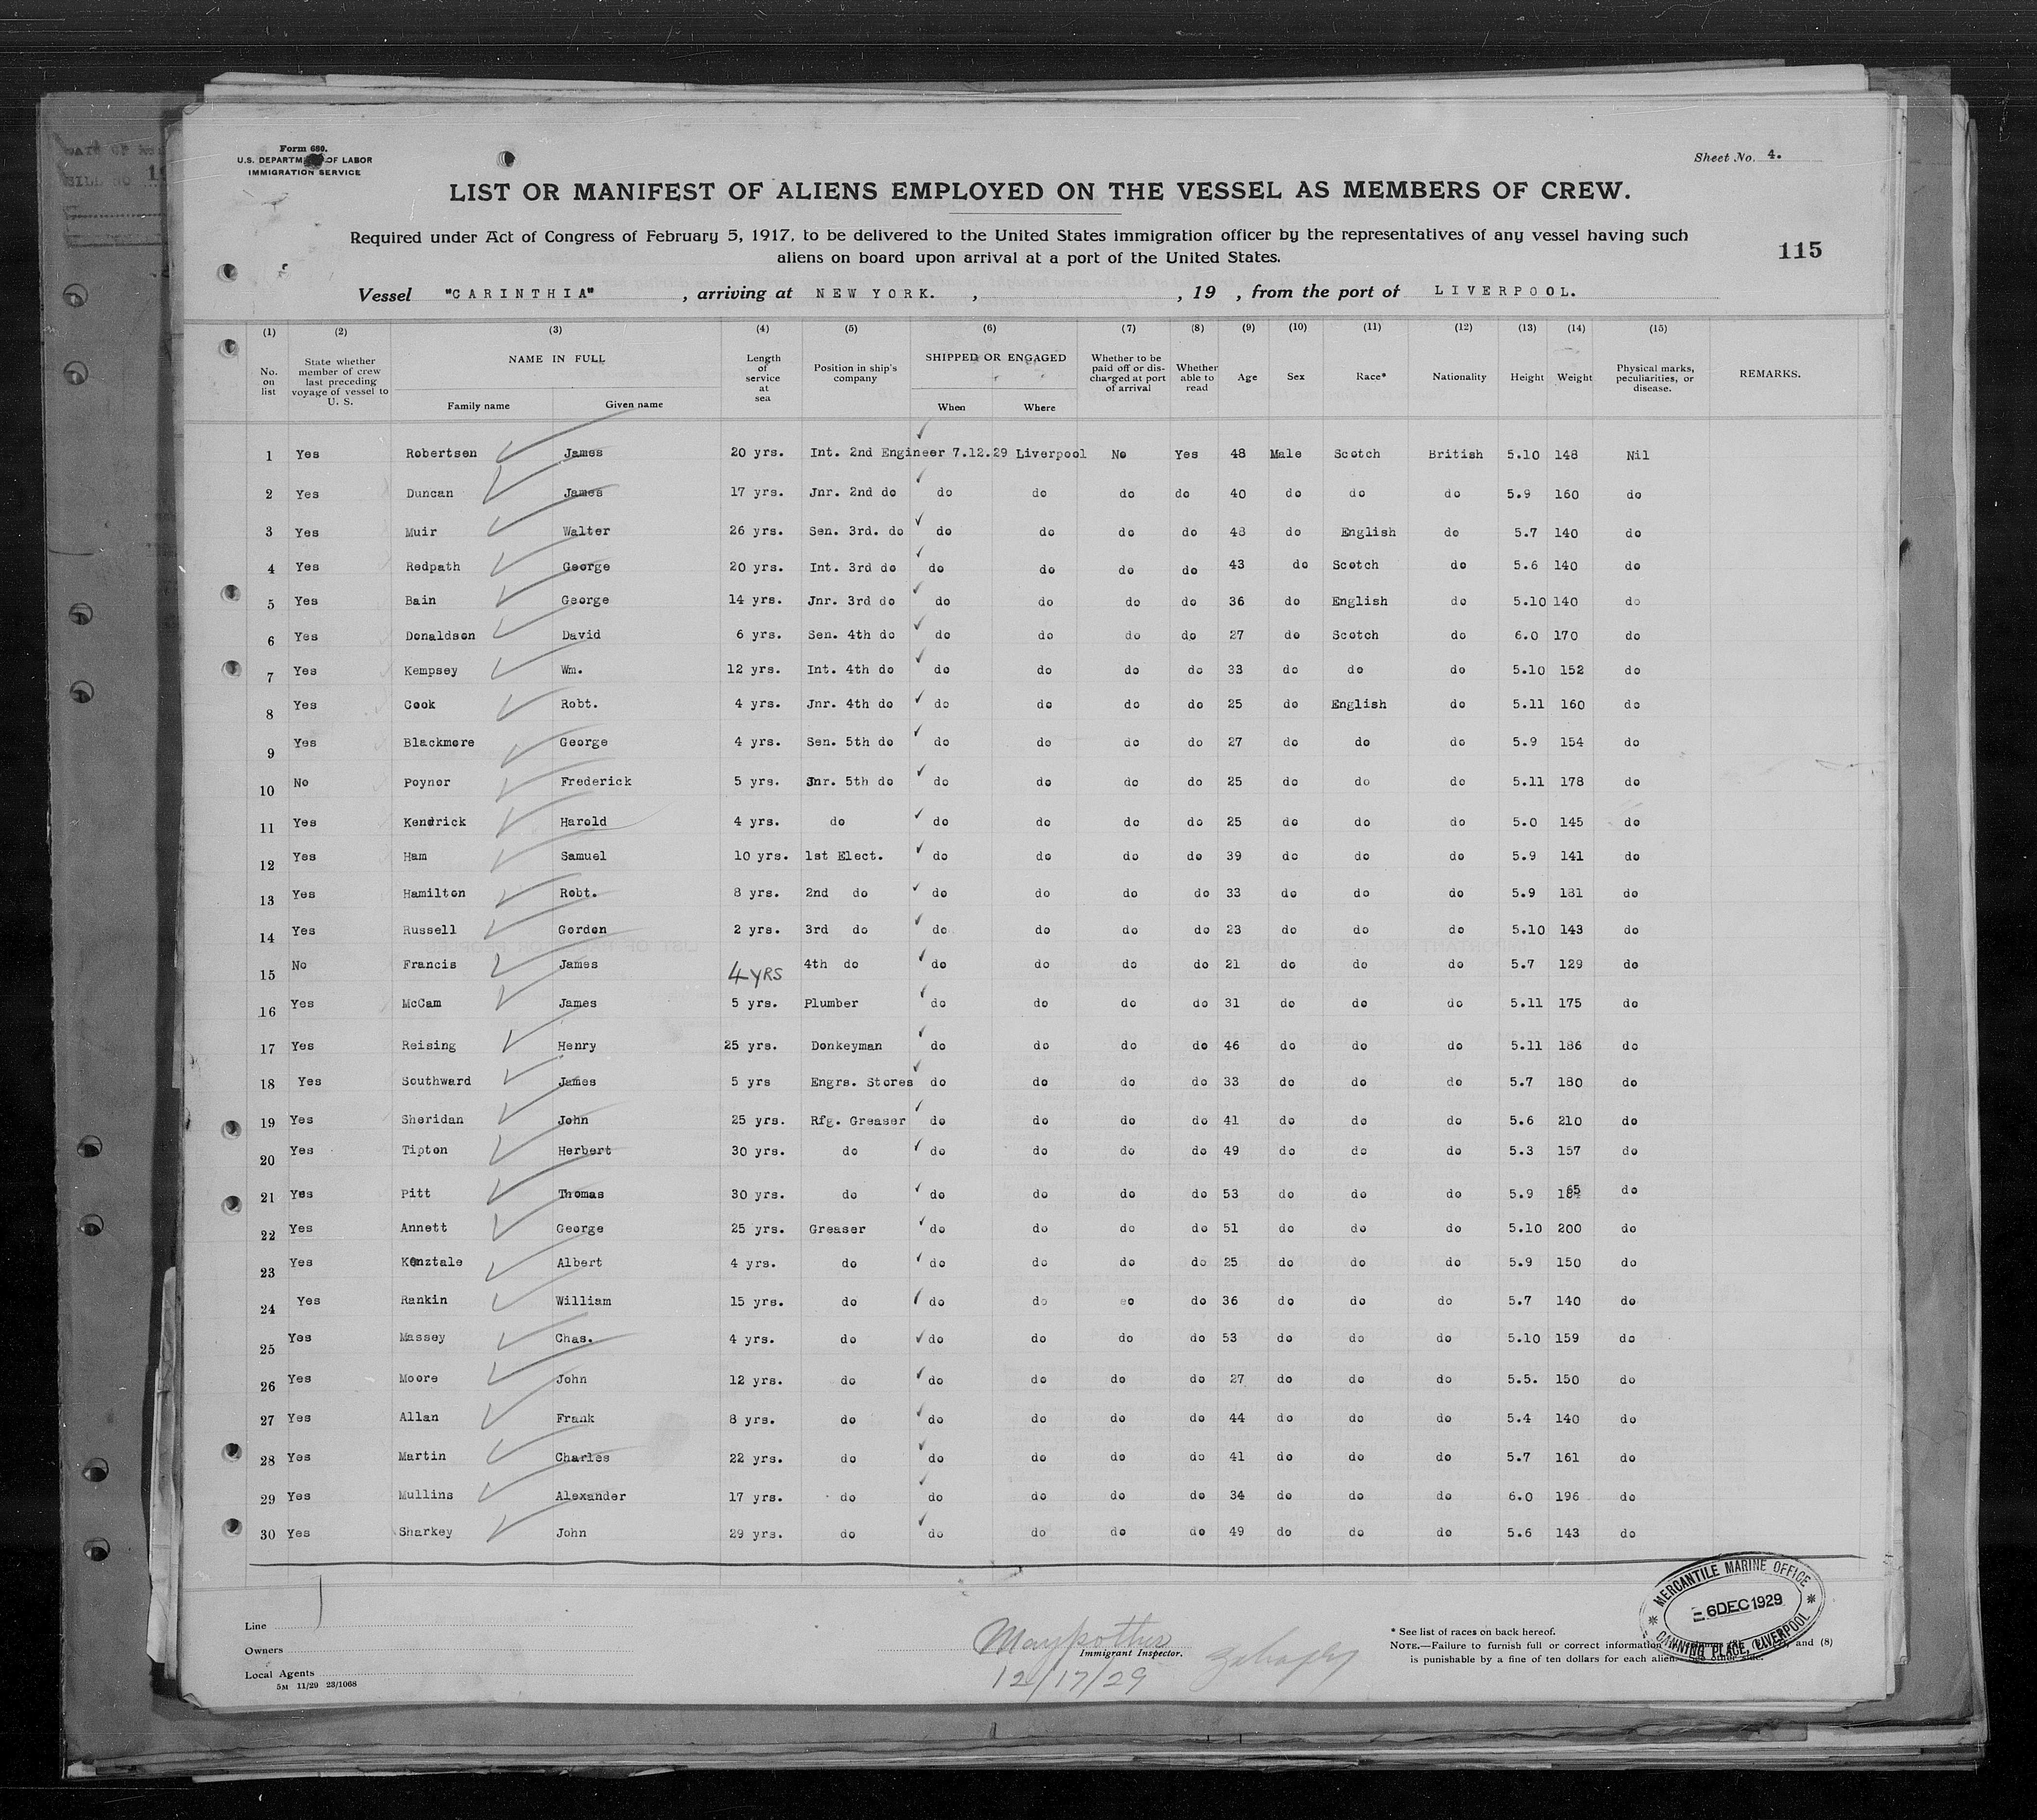 Form 680.
U.S. DEPARTM OF LABOR
IMMIGRATION SERVICE
Sheet No. 4.
LIST OR MANIFEST OF ALIENS EMPLOYED ON THE VESSEL AS MEMBERS OF CREW.
Required under Act of Congress of February 5, 1917, to be delivered to the United States immigration officer by the representatives of any vessel having such
aliens on board upon arrival at a port of the United States.
115
Vessel "CARINTHIA" , arriving at NEW YORK. , , 19 , from the port of LIVERPOOL.
(1) (2) (3) (4) (5) (6) (7) (8) (9) (10) (11) (12) (13) (14) (15)
No. on list State whether member of crew last preceding voyage of vessel to U. S. NAME IN FULL Family name Given name Length of service at sea Position in ship's company SHIPPED OR ENGAGED When Where Whether to be paid off or discharged at port of arrival Whether able to read Age Sex Race* Nationality Height Weight Physical marks, peculiarities, or disease. REMARKS.
1 Yes Robertson James 20 yrs. Int. 2nd Engineer 7.12.29 Liverpool No Yes 48 Male Scotch British 5.10 148 Nil
2 Yes Duncan James 17 yrs. Jnr. 2nd do do do do do 40 do do do 5.9 160 do
3 Yes Muir Walter 26 yrs. Sen. 3rd. do do do do do 48 do English do 5.7 140 do
4 Yes Redpath George 20 yrs. Int. 3rd do do do do do 43 do Scotch do 5.6 140 do
5 Yes Bain George 14 yrs. Jnr. 3rd do do do do do 36 do English do 5.10 140 do
6 Yes Donaldson David 6 yrs. Sen. 4th do do do do do 27 do Scotch do 6.0 170 do
7 Yes Kempsey Wm. 12 yrs. Int. 4th do do do do do 33 do do do 5.10 152 do
8 Yes Cook Robt. 4 yrs. Jnr. 4th do do do do do 25 do English do 5.11 160 do
9 Yes Blackmore George 4 yrs. Sen. 5th do do do do do 27 do do do 5.9 154 do
10 No Poynor Frederick 5 yrs. Jnr. 5th do do do do do 25 do do do 5.11 178 do
11 Yes Kendrick Harold 4 yrs. do do do do do 25 do do do 5.0 145 do
12 Yes Ham Samuel 10 yrs. 1st Elect. do do do do 39 do do do 5.9 141 do
13 Yes Hamilton Robt. 8 yrs. 2nd do do do do do 33 do do do 5.9 181 do
14 Yes Russell Gordon 2 yrs. 3rd do do do do do 23 do do do 5.10 143 do
15 No Francis James 4 YRS 4th do do do do do 21 do do do 5.7 129 do
16 Yes McCam James 5 yrs. Plumber do do do do 31 do do do 5.11 175 do
17 Yes Reising Henry 25 yrs. Donkeyman do do do do 46 do do do 5.11 186 do
18 Yes Southward James 5 yrs Engrs. Stores do do do do 33 do do do 5.7 180 do
19 Yes Sheridan John 25 yrs. Rfg. Greaser do do do do 41 do do do 5.6 210 do
20 Yes Tipton Herbert 30 yrs. do do do do do 49 do do do 5.3 157 do
21 Yes Pitt Thomas 30 yrs. do do do do do 53 do do do 5.9 165 do
22 Yes Annett George 25 yrs. Greaser do do do do 51 do do do 5.10 200 do
23 Yes Albert 4 yrs. do do do do do 25 do do do 5.9 150 do
24 Yes Rankin William 15 yrs. do do do eo do 36 do do do 5.7 140 do
25 Yes Massey Chas. 4 yrs. do do do do do 53 do do do 5.10 159 do
26 Yes Moore John 12 yrs. do do do do do 27 do do do 5.5. 150 do
27 Yes Allan Frank 8 yrs. do do do do do 44 do do do 5.4 140 do
28 Yes Martin Charles 22 yrs. do do do do do 41 do do do 5.7 161 do
29 Yes Mullins Alexander 17 yrs. do do do do do 34 do do do 6.0 196 do
30 Yes Sharkey John 29 yrs. do do do do do 49 do do do 5.6 143 do
Line
Owners
Local Agents
5M 11/29 23/1068
Immigrant Inspector.
12/17/29
* See list of races on back hereof.
NOTE.—Failure to furnish full or correct information and (8)
is punishable by a fine of ten dollars for each alien
MERCANTILE MARINE OFFICE
6 DEC 1929
CANNING PLACE, LIVERPOOL